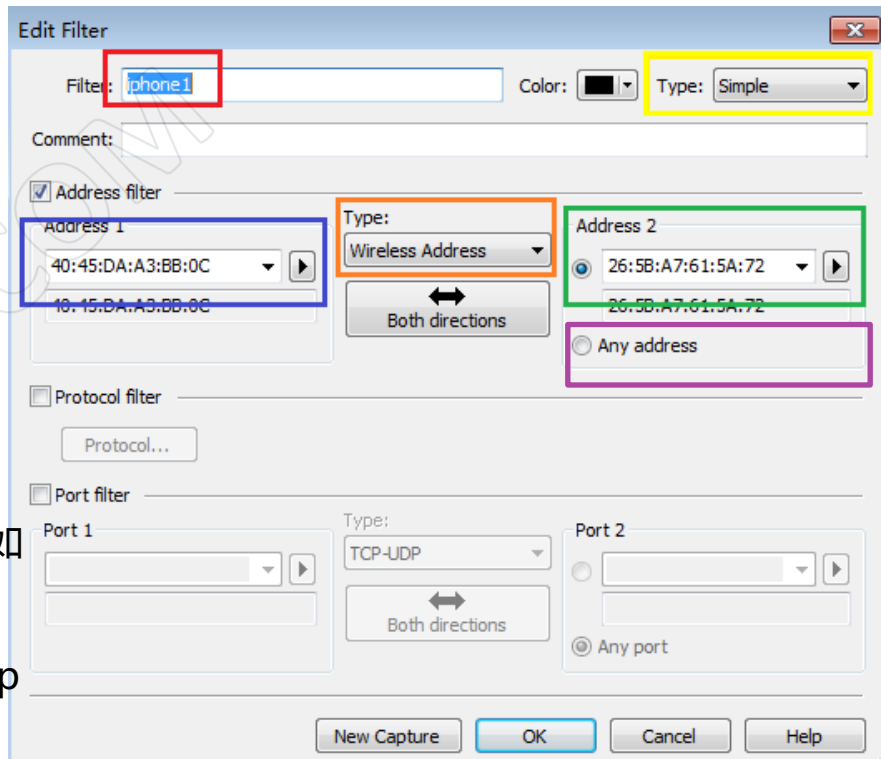 Edit Filter
Filter: iphone1 Color: Type: Simple
Comment:
Address filter
Address 1 Type: Address 2
40:45:DA:A3:BB:0C Wireless Address 26:5B:A7:61:5A:72
40:45:DA:A3:BB:0C Both directions 26:5B:A7:61:5A:72
Any address
Protocol filter
Protocol...
Port filter
如
Port 1 Type: Port 2
TCP-UDP
Both directions
Any port
p
New Capture OK Cancel Help
COM